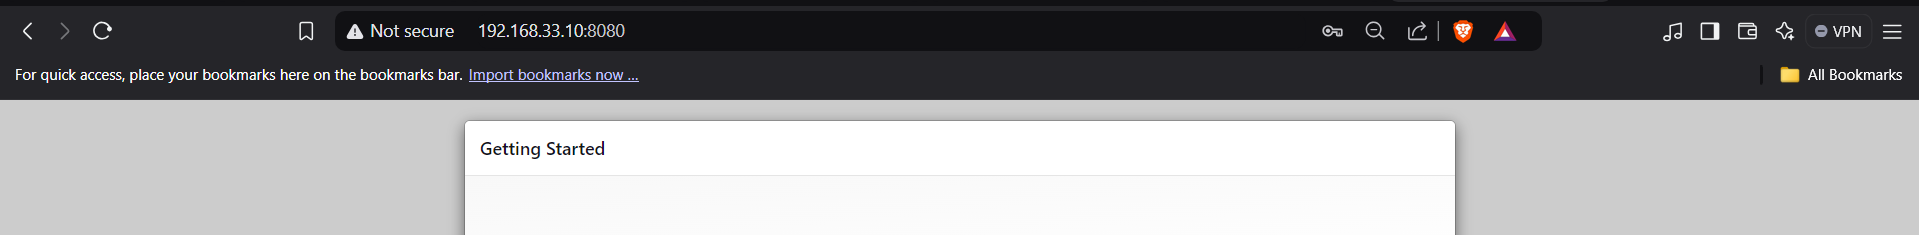 Not secure 192.168.33.10:8080 VPN
For quick access, place your bookmarks here on the bookmarks bar. Import bookmarks now ... All Bookmarks
Getting Started